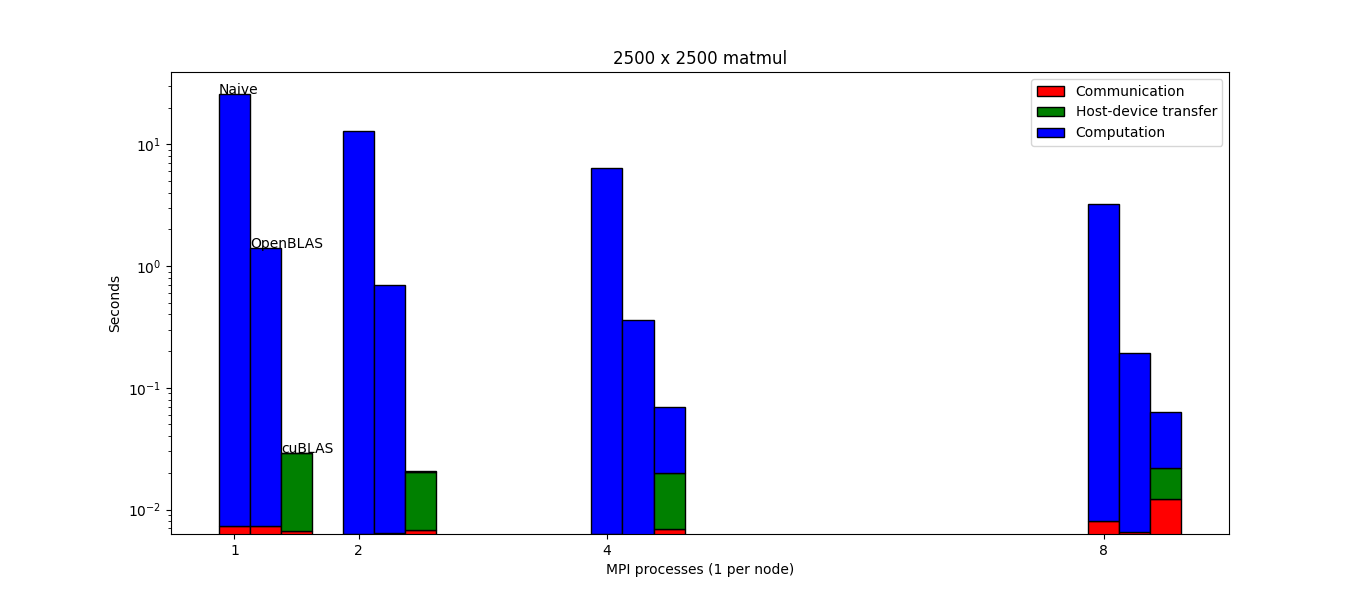 2500 x 2500 matmul
Naive
OpenBLAS
cuBLAS
Communication
Host-device transfer
Computation
10¹
10⁰
10⁻¹
10⁻²
Seconds
1 2 4 8
MPI processes (1 per node)